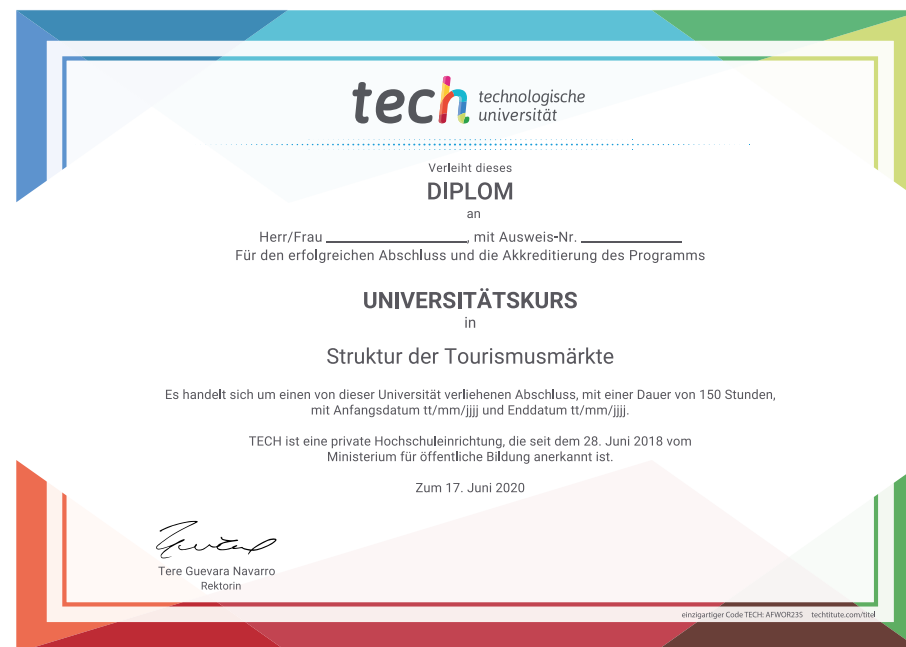 tech technologische
universität
Verleiht dieses
DIPLOM
an
Herr/Frau ____________, mit Ausweis-Nr. ____________
Für den erfolgreichen Abschluss und die Akkreditierung des Programms
UNIVERSITÄTSKURS
in
Struktur der Tourismusmärkte
Es handelt sich um einen von dieser Universität verliehenen Abschluss, mit einer Dauer von 150 Stunden,
mit Anfangsdatum tt/mm/jjjj und Enddatum tt/mm/jjjj.
TECH ist eine private Hochschuleinrichtung, die seit dem 28. Juni 2018 vom
Ministerium für öffentliche Bildung anerkannt ist.
Zum 17. Juni 2020
Tere Guevara Navarro
Rektorin
einzigartiger Code TECH: AFWOR23S techtitute.com/titel